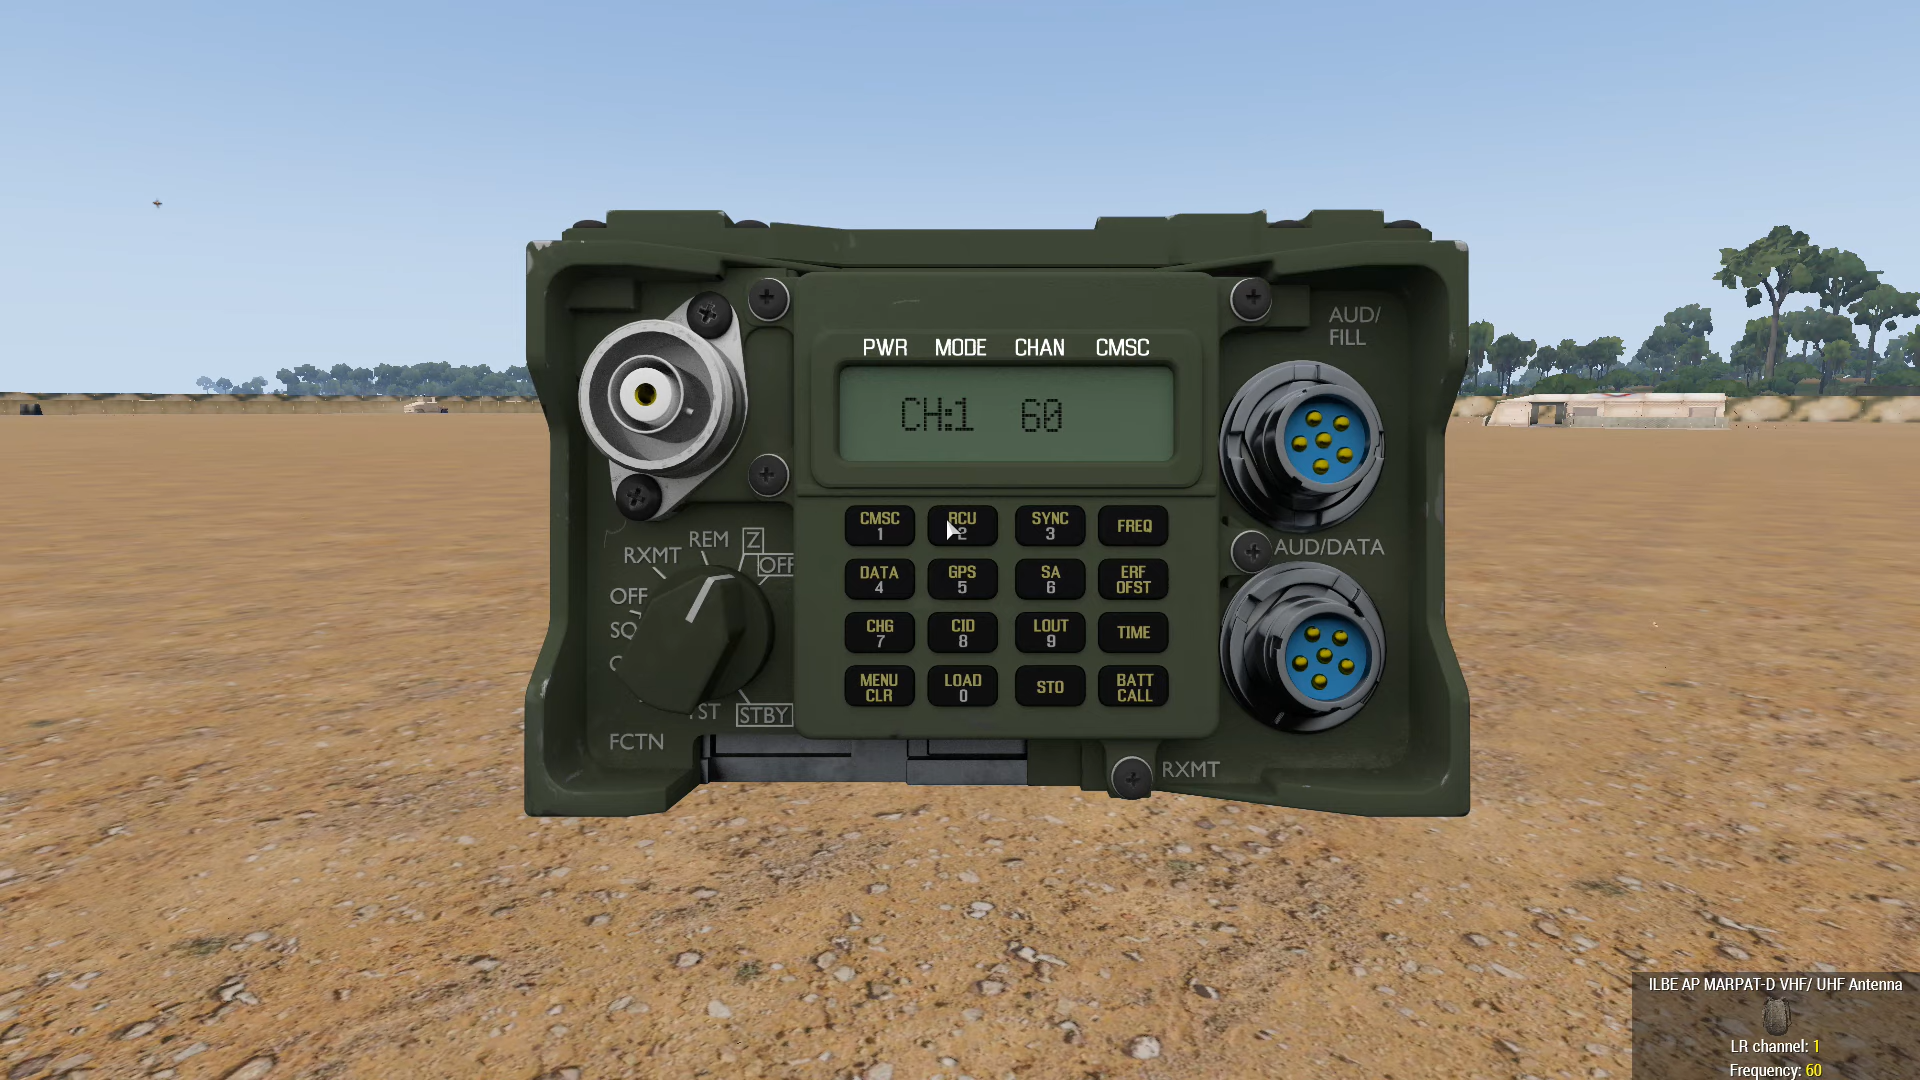 AUD/
FILL
PWR MODE CHAN CMSC
CH:1 60
CMSC
1
RCU
2
SYNC
3
FREQ
DATA
4
GPS
5
SA
6
ERF
OFST
CHG
7
CID
8
LOUT
9
TIME
MENU
CLR
LOAD
0
STO
BATT
CALL
REM
Z
RXMT
OFF
OFF
STBY
FCTN
AUD/DATA
RXMT
ILBE AP MARPAT-D VHF/ UHF Antenna
LR channel: 1
Frequency: 60